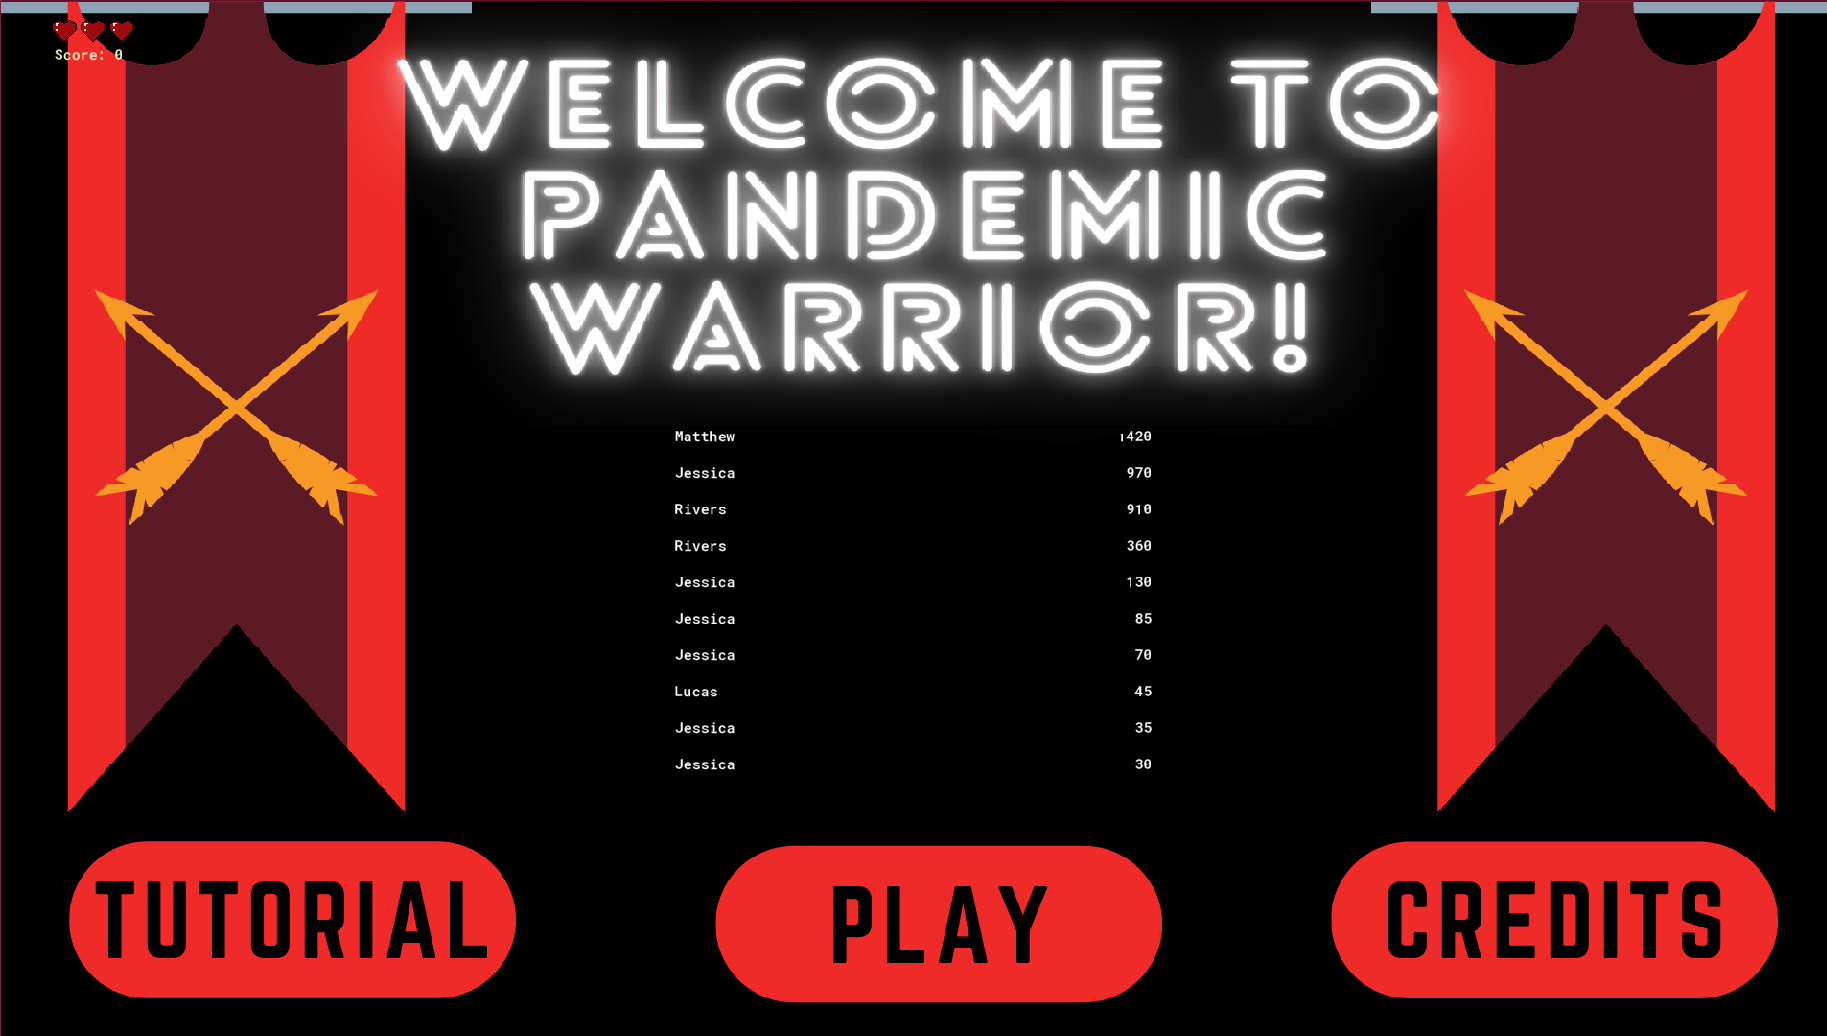 Score: 0
WELCOME TO
PANDEMIC
WARRIOR!
Matthew 1420
Jessica 970
Rivers 910
Rivers 360
Jessica 130
Jessica 85
Jessica 70
Lucas 45
Jessica 35
Jessica 30
TUTORIAL
PLAY
CREDITS